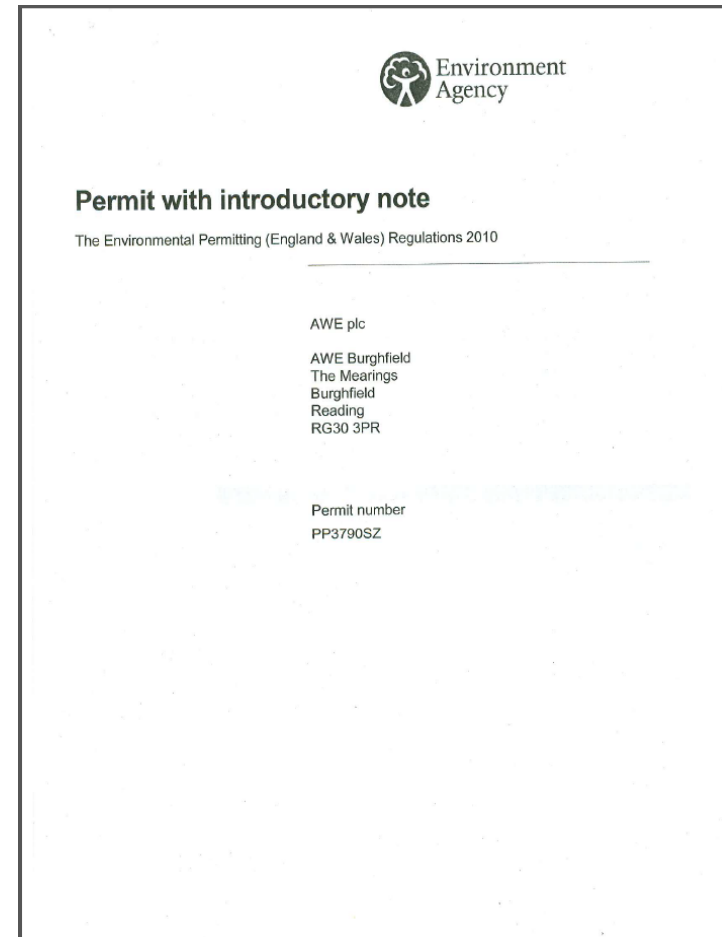 Environment
Agency
Permit with introductory note
The Environmental Permitting (England & Wales) Regulations 2010
AWE plc
AWE Burghfield
The Mearings
Burghfield
Reading
RG30 3PR
Permit number
PP3790SZ